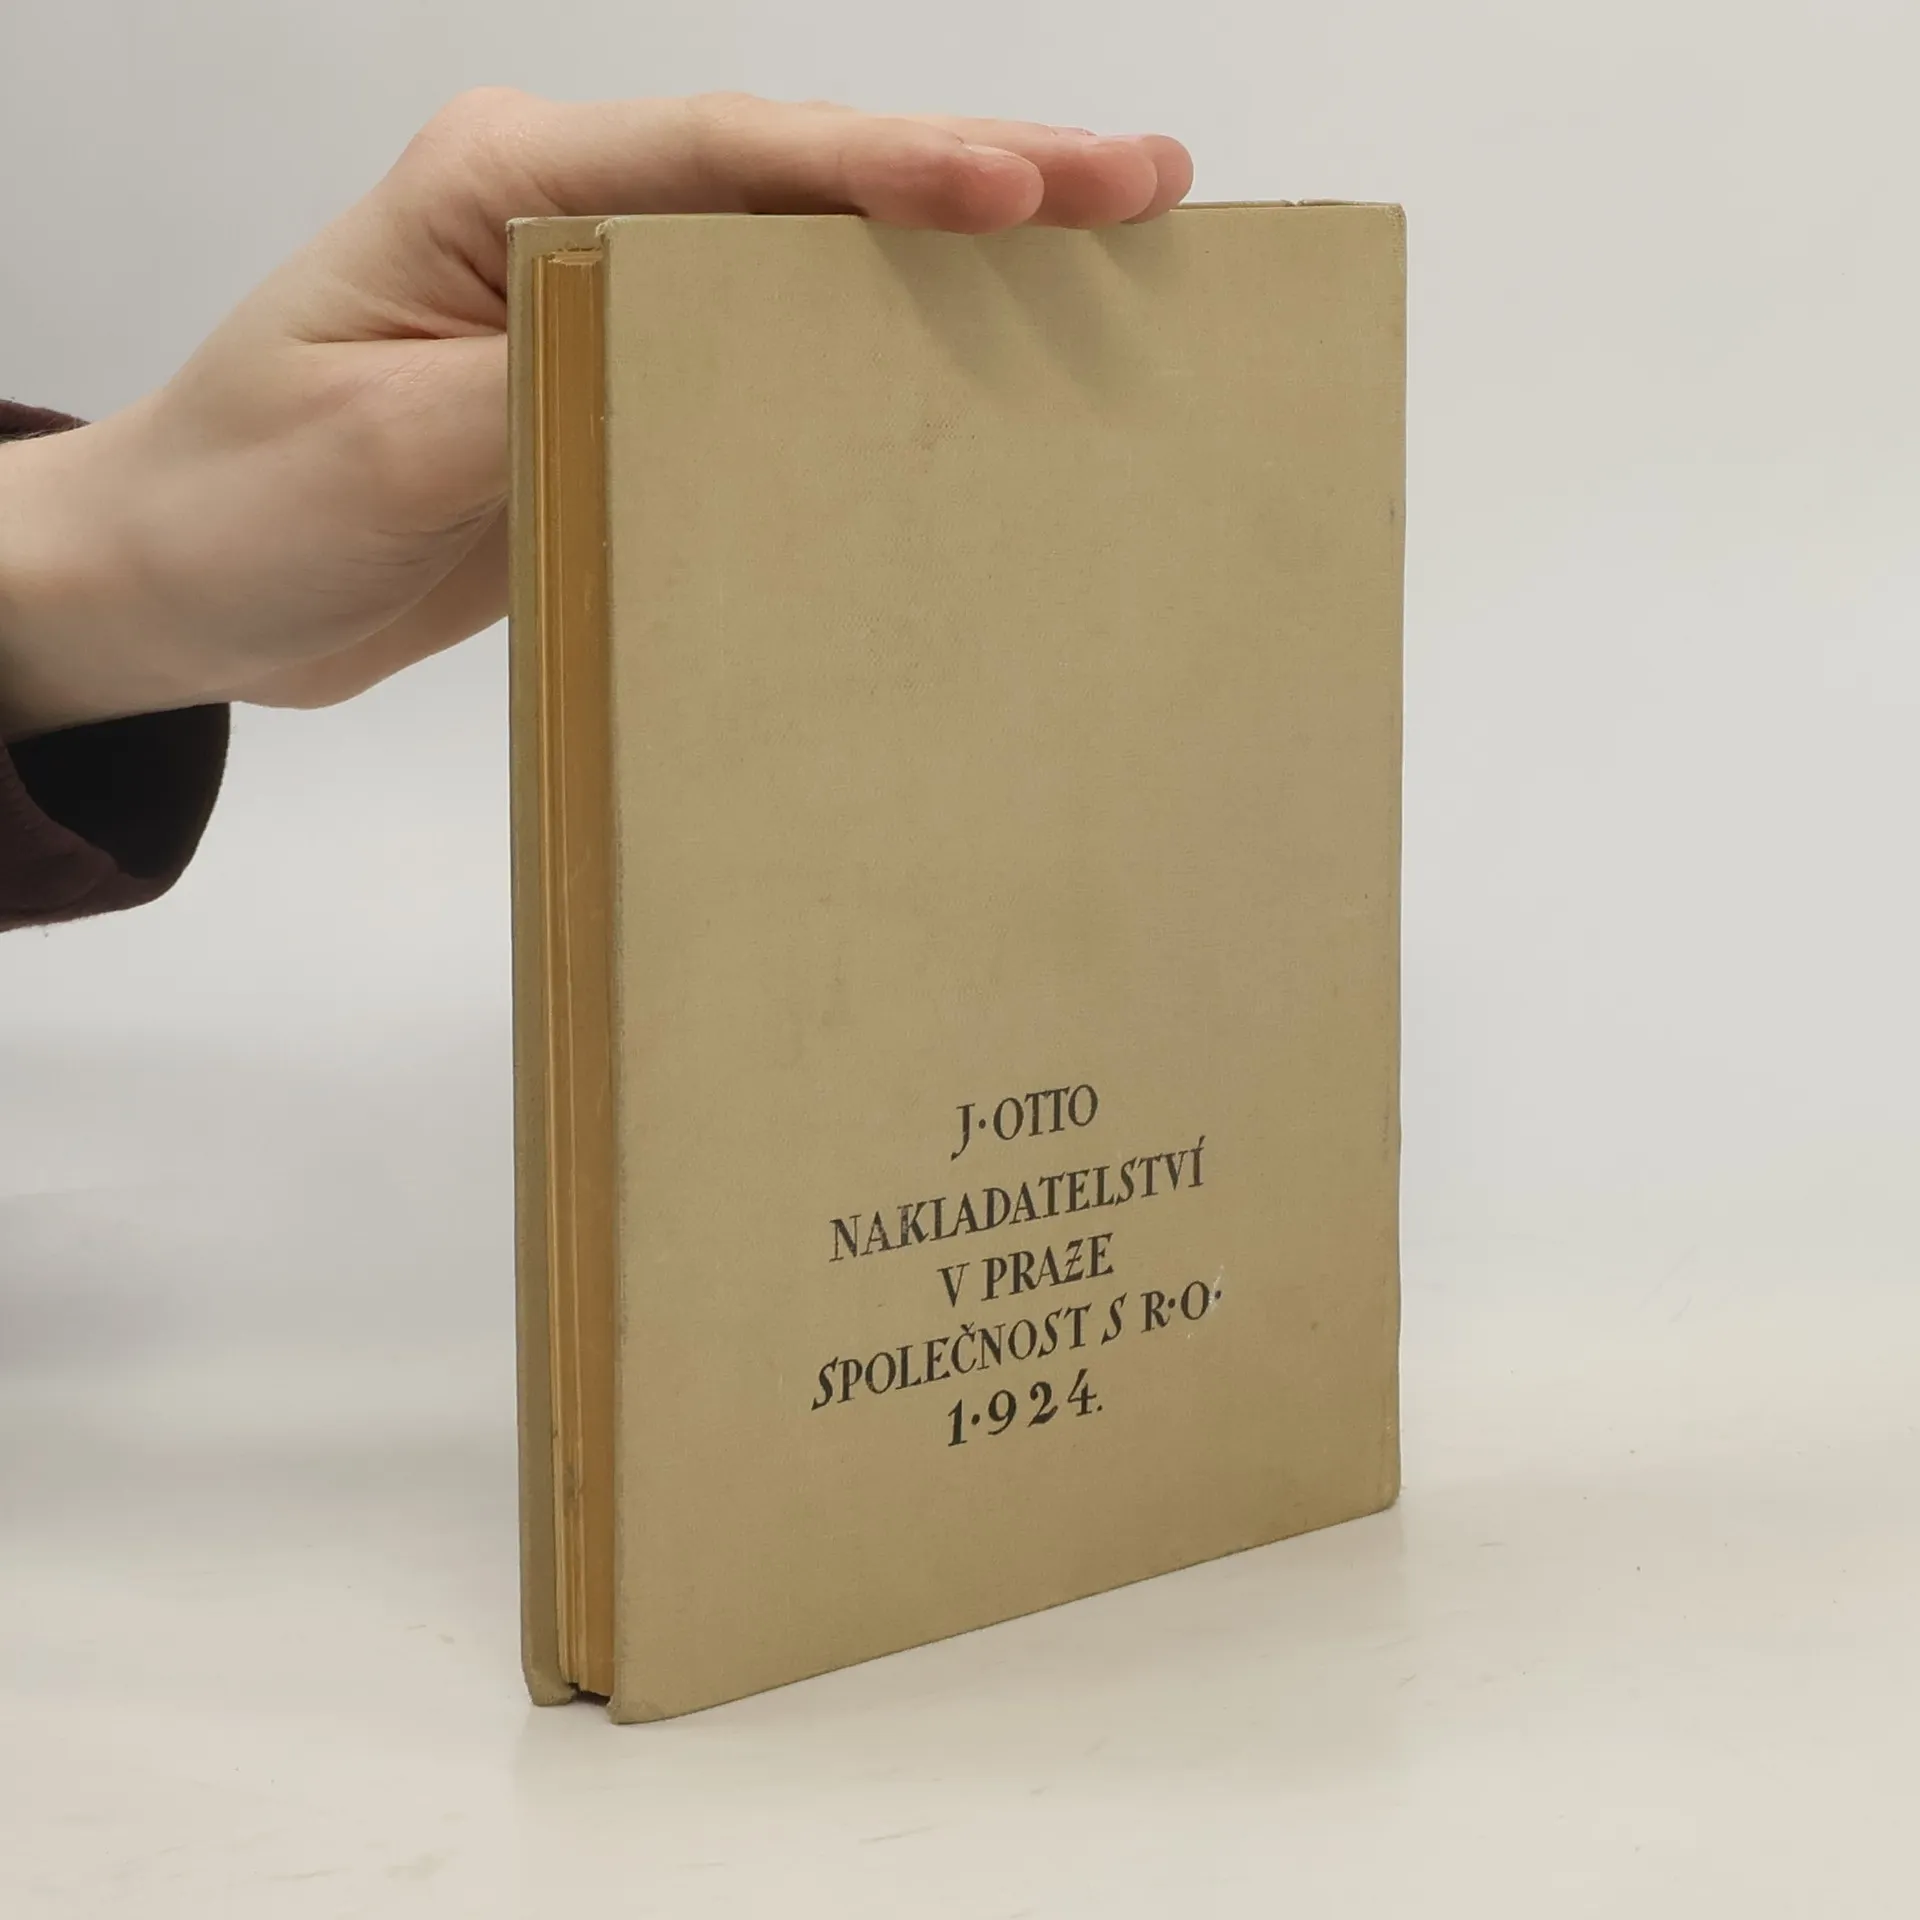 J·OTTO
NAKLADATELSTVÍ
V PRAZE
SPOLEČNOST S R·O·
1·924.